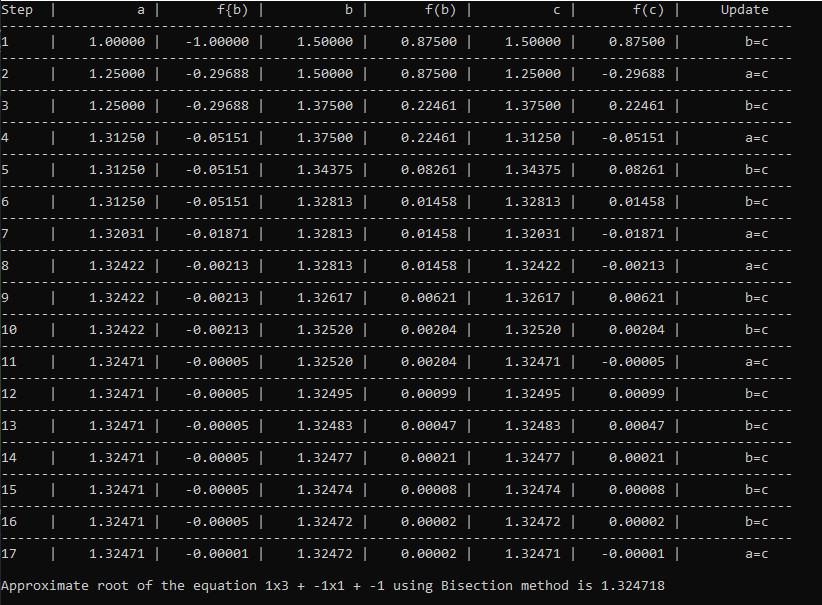 Step | a | f{b) | b | f(b) | c | f(c) | Update
1 | 1.00000 | -1.00000 | 1.50000 | 0.87500 | 1.50000 | 0.87500 | b=c
2 | 1.25000 | -0.29688 | 1.50000 | 0.87500 | 1.25000 | -0.29688 | a=c
3 | 1.25000 | -0.29688 | 1.37500 | 0.22461 | 1.37500 | 0.22461 | b=c
4 | 1.31250 | -0.05151 | 1.37500 | 0.22461 | 1.31250 | -0.05151 | a=c
5 | 1.31250 | -0.05151 | 1.34375 | 0.08261 | 1.34375 | 0.08261 | b=c
6 | 1.31250 | -0.05151 | 1.32813 | 0.01458 | 1.32813 | 0.01458 | b=c
7 | 1.32031 | -0.01871 | 1.32813 | 0.01458 | 1.32031 | -0.01871 | a=c
8 | 1.32422 | -0.00213 | 1.32813 | 0.01458 | 1.32422 | -0.00213 | a=c
9 | 1.32422 | -0.00213 | 1.32617 | 0.00621 | 1.32617 | 0.00621 | b=c
10 | 1.32422 | -0.00213 | 1.32520 | 0.00204 | 1.32520 | 0.00204 | b=c
11 | 1.32471 | -0.00005 | 1.32520 | 0.00204 | 1.32471 | -0.00005 | a=c
12 | 1.32471 | -0.00005 | 1.32495 | 0.00099 | 1.32495 | 0.00099 | b=c
13 | 1.32471 | -0.00005 | 1.32483 | 0.00047 | 1.32483 | 0.00047 | b=c
14 | 1.32471 | -0.00005 | 1.32477 | 0.00021 | 1.32477 | 0.00021 | b=c
15 | 1.32471 | -0.00005 | 1.32474 | 0.00008 | 1.32474 | 0.00008 | b=c
16 | 1.32471 | -0.00005 | 1.32472 | 0.00002 | 1.32472 | 0.00002 | b=c
17 | 1.32471 | -0.00001 | 1.32472 | 0.00002 | 1.32471 | -0.00001 | a=c
Approximate root of the equation 1x3 + -1x1 + -1 using Bisection method is 1.324718